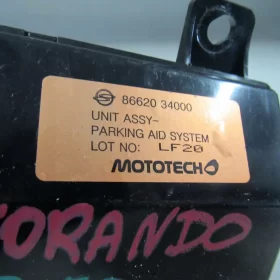 86620 34000
UNIT ASSY-
PARKING AID SYSTEM
LOT NO: LF20
MOTOTECH
ORANDO